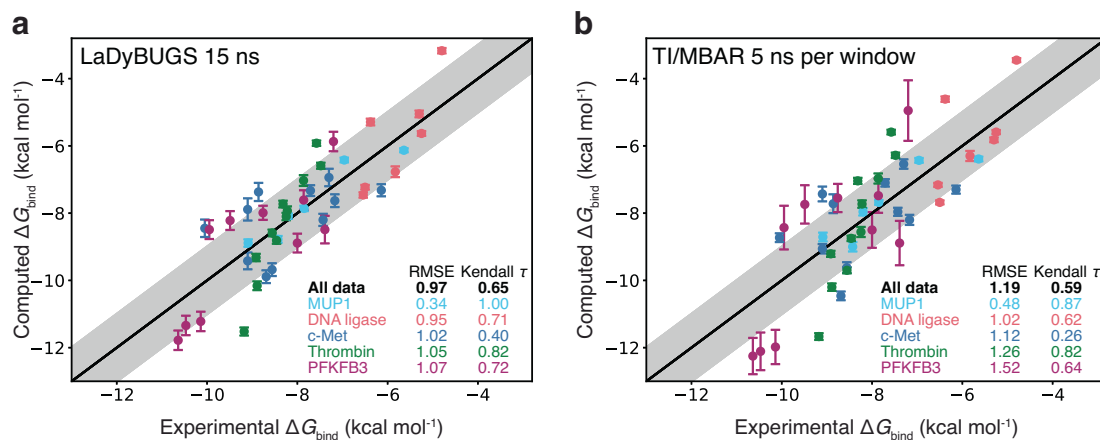 a
LaDyBUGS 15 ns
Computed ΔG_bind (kcal mol⁻¹)
−4
−6
−8
−10
−12
RMSE Kendall τ
All data 0.97 0.65
MUP1 0.34 1.00
DNA ligase 0.95 0.71
c-Met 1.02 0.40
Thrombin 1.05 0.82
PFKFB3 1.07 0.72
−12 −10 −8 −6 −4
Experimental ΔG_bind (kcal mol⁻¹)
b
TI/MBAR 5 ns per window
Computed ΔG_bind (kcal mol⁻¹)
−4
−6
−8
−10
−12
RMSE Kendall τ
All data 1.19 0.59
MUP1 0.48 0.87
DNA ligase 1.02 0.62
c-Met 1.12 0.26
Thrombin 1.26 0.82
PFKFB3 1.52 0.64
−12 −10 −8 −6 −4
Experimental ΔG_bind (kcal mol⁻¹)